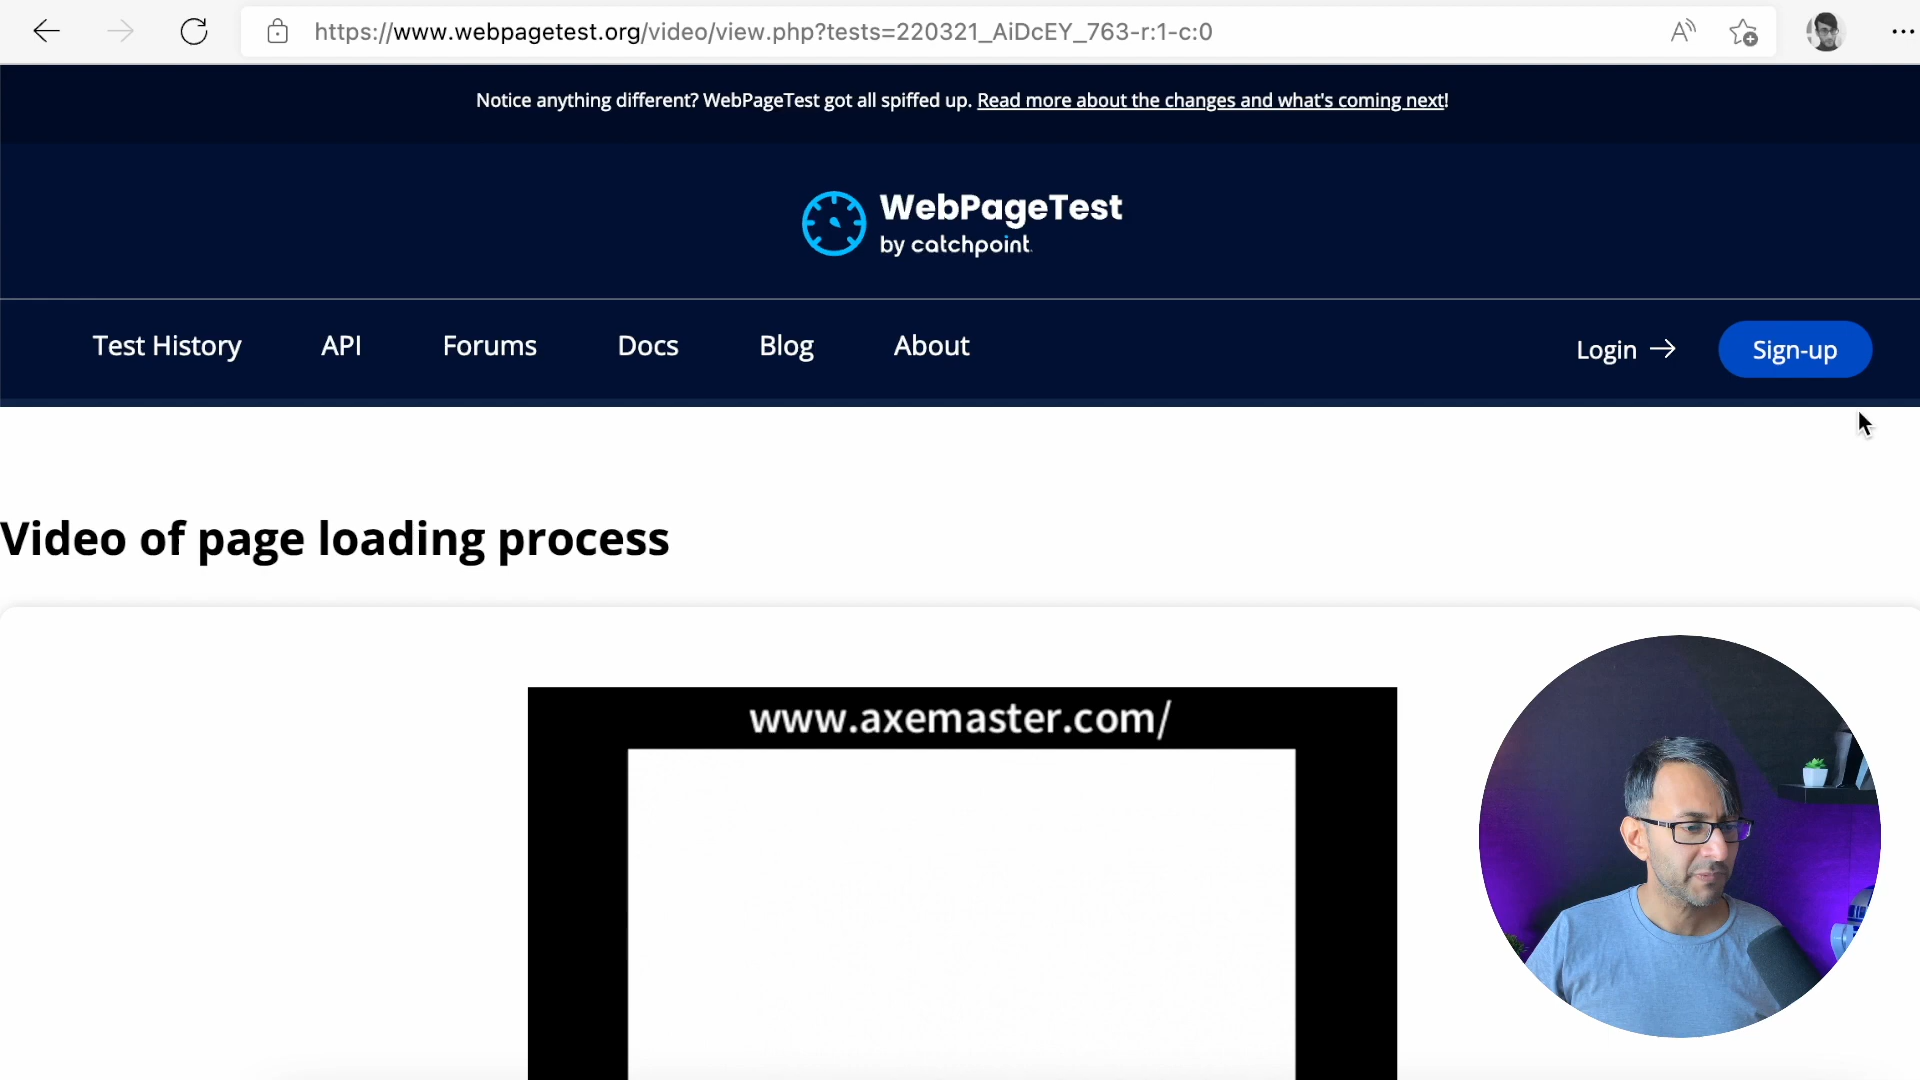 https://www.webpagetest.org/video/view.php?tests=220321_AiDcEY_763-r:1-c:0
Notice anything different? WebPageTest got all spiffed up. Read more about the changes and what's coming next!
WebPageTest
by catchpoint.
Test History API Forums Docs Blog About Login → Sign-up
Video of page loading process
www.axemaster.com/